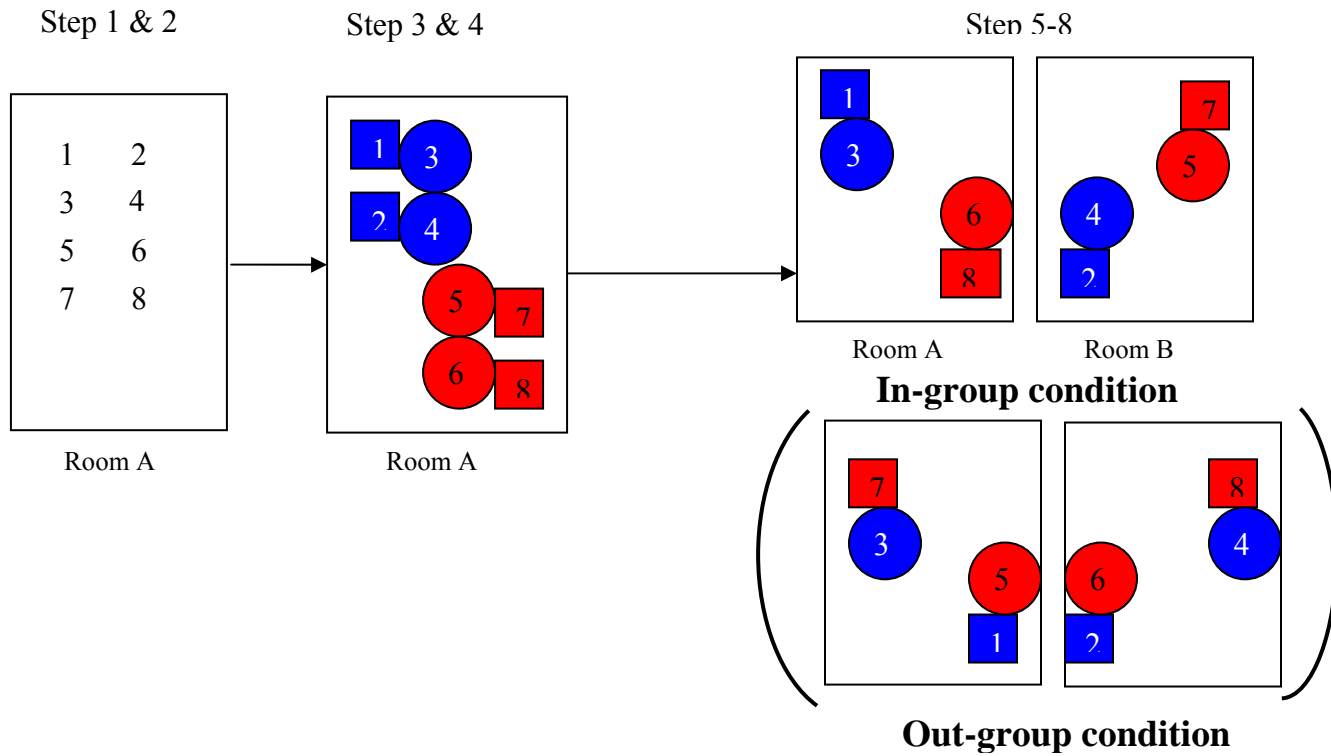 Step 1 & 2
Step 3 & 4
Step 5-8
1 2
3 4
5 6
7 8
Room A
1 3
2 4
5 7
6 8
Room A
1
3
6
8
Room A
7
5
4
2
Room B
In-group condition
7
3
5
1
8
4
6
2
Out-group condition